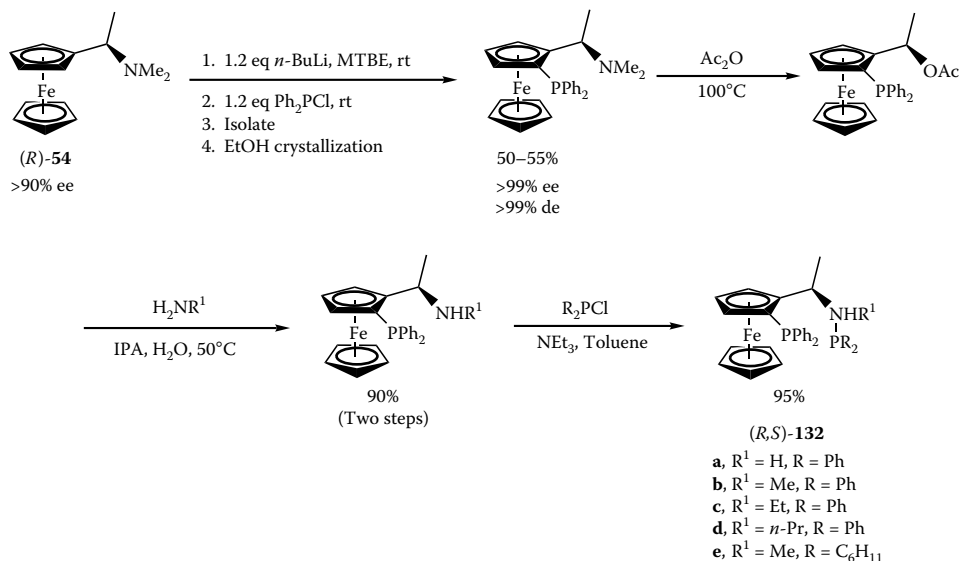 NMe₂
Fe
(R)-54
>90% ee
1. 1.2 eq n-BuLi, MTBE, rt
2. 1.2 eq Ph₂PCl, rt
3. Isolate
4. EtOH crystallization
NMe₂
PPh₂
Fe
50–55%
>99% ee
>99% de
Ac₂O
100°C
OAc
PPh₂
Fe
H₂NR¹
IPA, H₂O, 50°C
NHR¹
PPh₂
Fe
90%
(Two steps)
R₂PCl
NEt₃, Toluene
NHR¹
PPh₂
PR₂
Fe
95%
(R,S)-132
a, R¹ = H, R = Ph
b, R¹ = Me, R = Ph
c, R¹ = Et, R = Ph
d, R¹ = n-Pr, R = Ph
e, R¹ = Me, R = C₆H₁₁